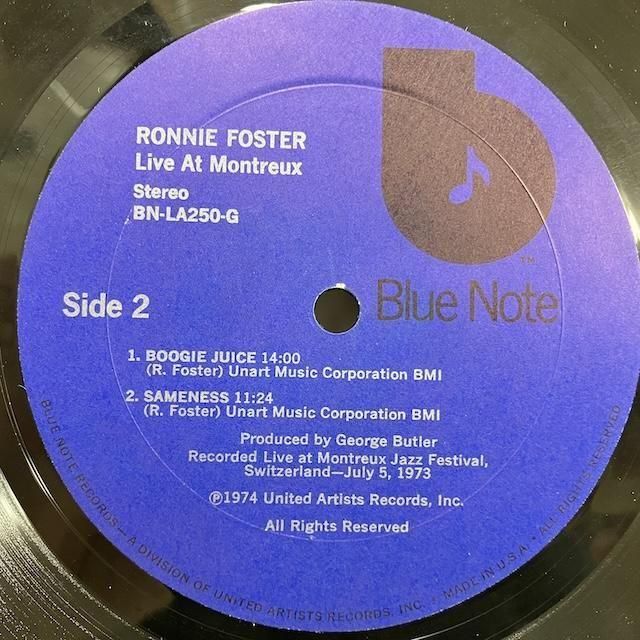 RONNIE FOSTER
Live At Montreux
Stereo
BN-LA250-G
TM
Side 2
Blue Note
1. BOOGIE JUICE 14:00
(R. Foster) Unart Music Corporation BMI
2. SAMENESS 11:24
(R. Foster) Unart Music Corporation BMI
Produced by George Butler
Recorded Live at Montreux Jazz Festival,
Switzerland—July 5, 1973
℗1974 United Artists Records, Inc.
All Rights Reserved
BLUE NOTE RECORDS—A DIVISION OF UNITED ARTISTS RECORDS, INC. • MADE IN U.S.A. • ALL RIGHTS RESERVED